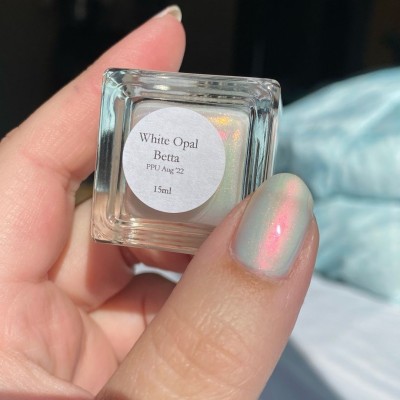 White Opal
Betta
PPU Aug '22
15ml